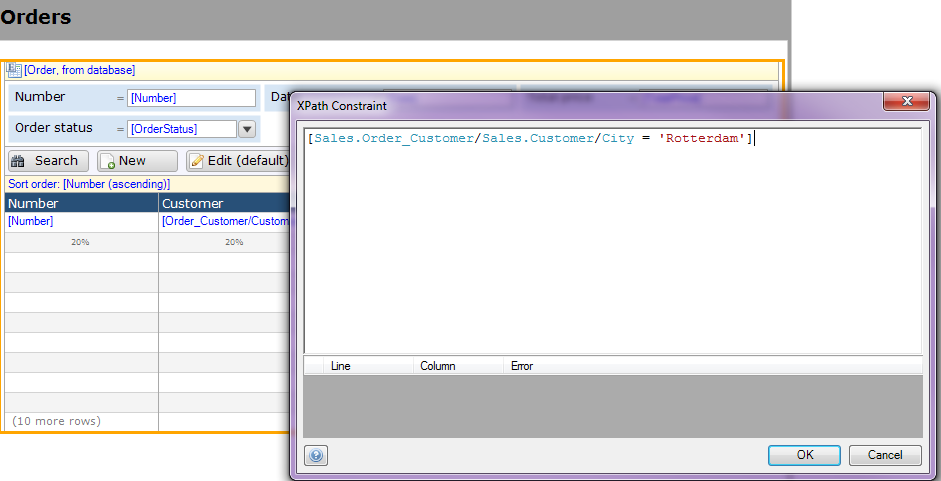 Orders
[Order, from database]
Number = [Number]
Order status = [OrderStatus]
Search New Edit (default)
Sort order: [Number (ascending)]
Number Customer
[Number] [Order_Customer/Custom
20% 20%
(10 more rows)
XPath Constraint
[Sales.Order_Customer/Sales.Customer/City = 'Rotterdam']
Line Column Error
OK Cancel